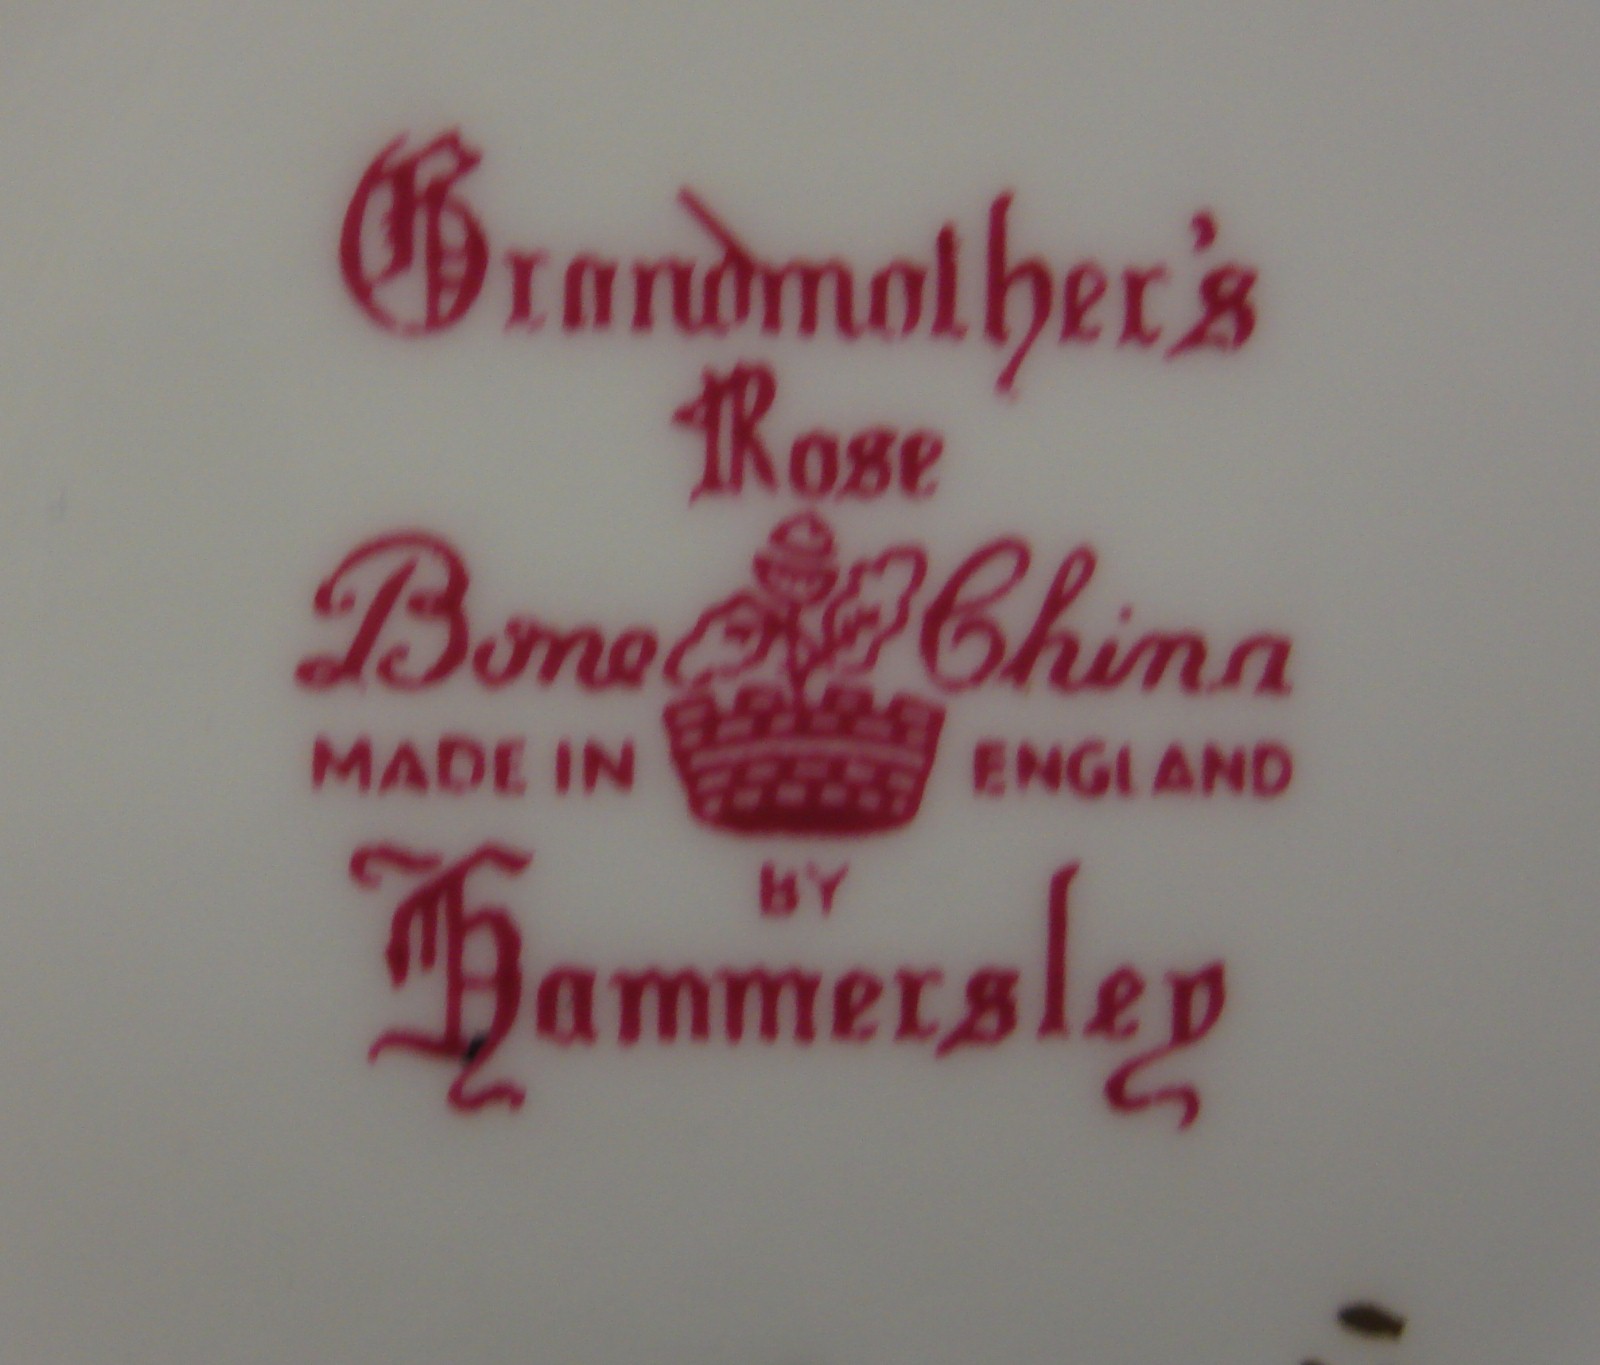 Grandmother's
Rose
Bone China
MADE IN ENGLAND
BY
Hammersley